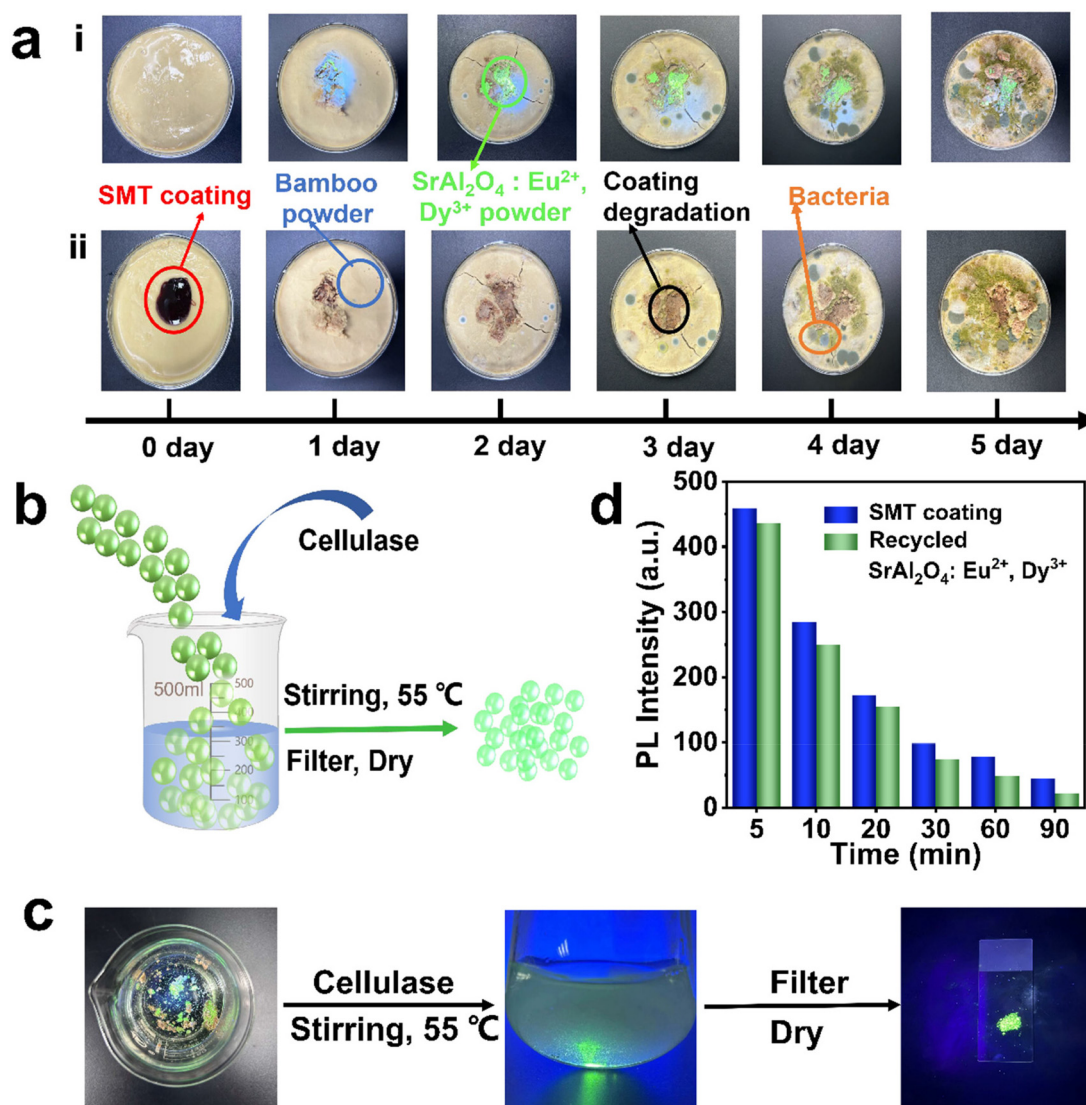 a
i
SMT coating
Bamboo
powder
SrAl₂O₄ : Eu²⁺,
Dy³⁺ powder
Coating
degradation
Bacteria
ii
0 day
1 day
2 day
3 day
4 day
5 day
b
Cellulase
500ml
500
300
200
100
Stirring, 55 ℃
Filter, Dry
d
500
400
300
200
100
0
PL Intensity (a.u.)
SMT coating
Recycled
SrAl₂O₄: Eu²⁺, Dy³⁺
5
10
20
30
60
90
Time (min)
c
Cellulase
Stirring, 55 ℃
Filter
Dry